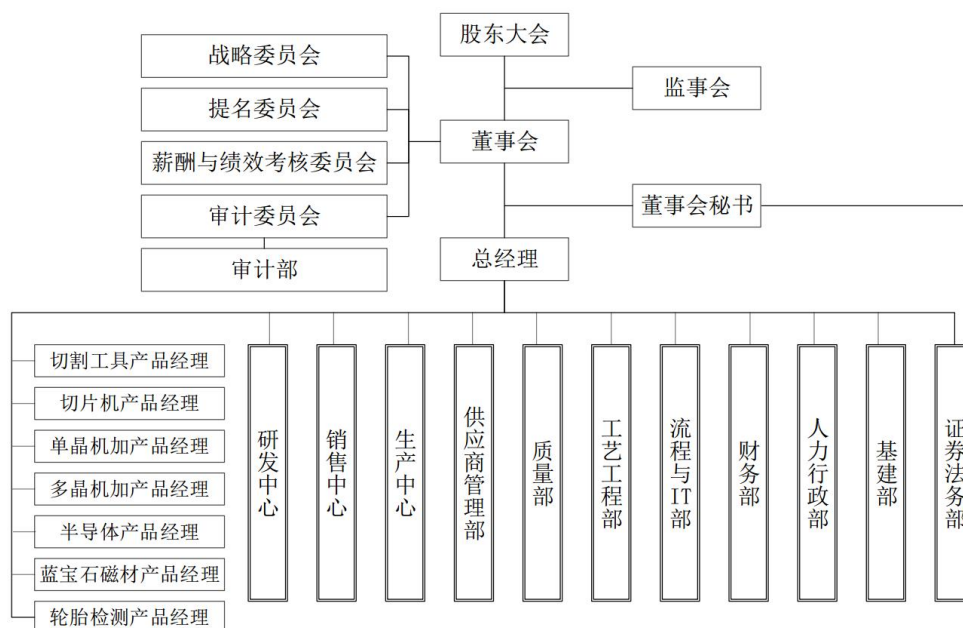 股东大会
战略委员会
监事会
提名委员会
董事会
薪酬与绩效考核委员会
审计委员会
董事会秘书
总经理
审计部
切割工具产品经理
切片机产品经理
单晶机加产品经理
多晶机加产品经理
半导体产品经理
蓝宝石磁材产品经理
轮胎检测产品经理
研发中心
销售中心
生产中心
供应商管理部
质量部
工艺工程部
流程与IT部
财务部
人力行政部
基建部
证券法务部